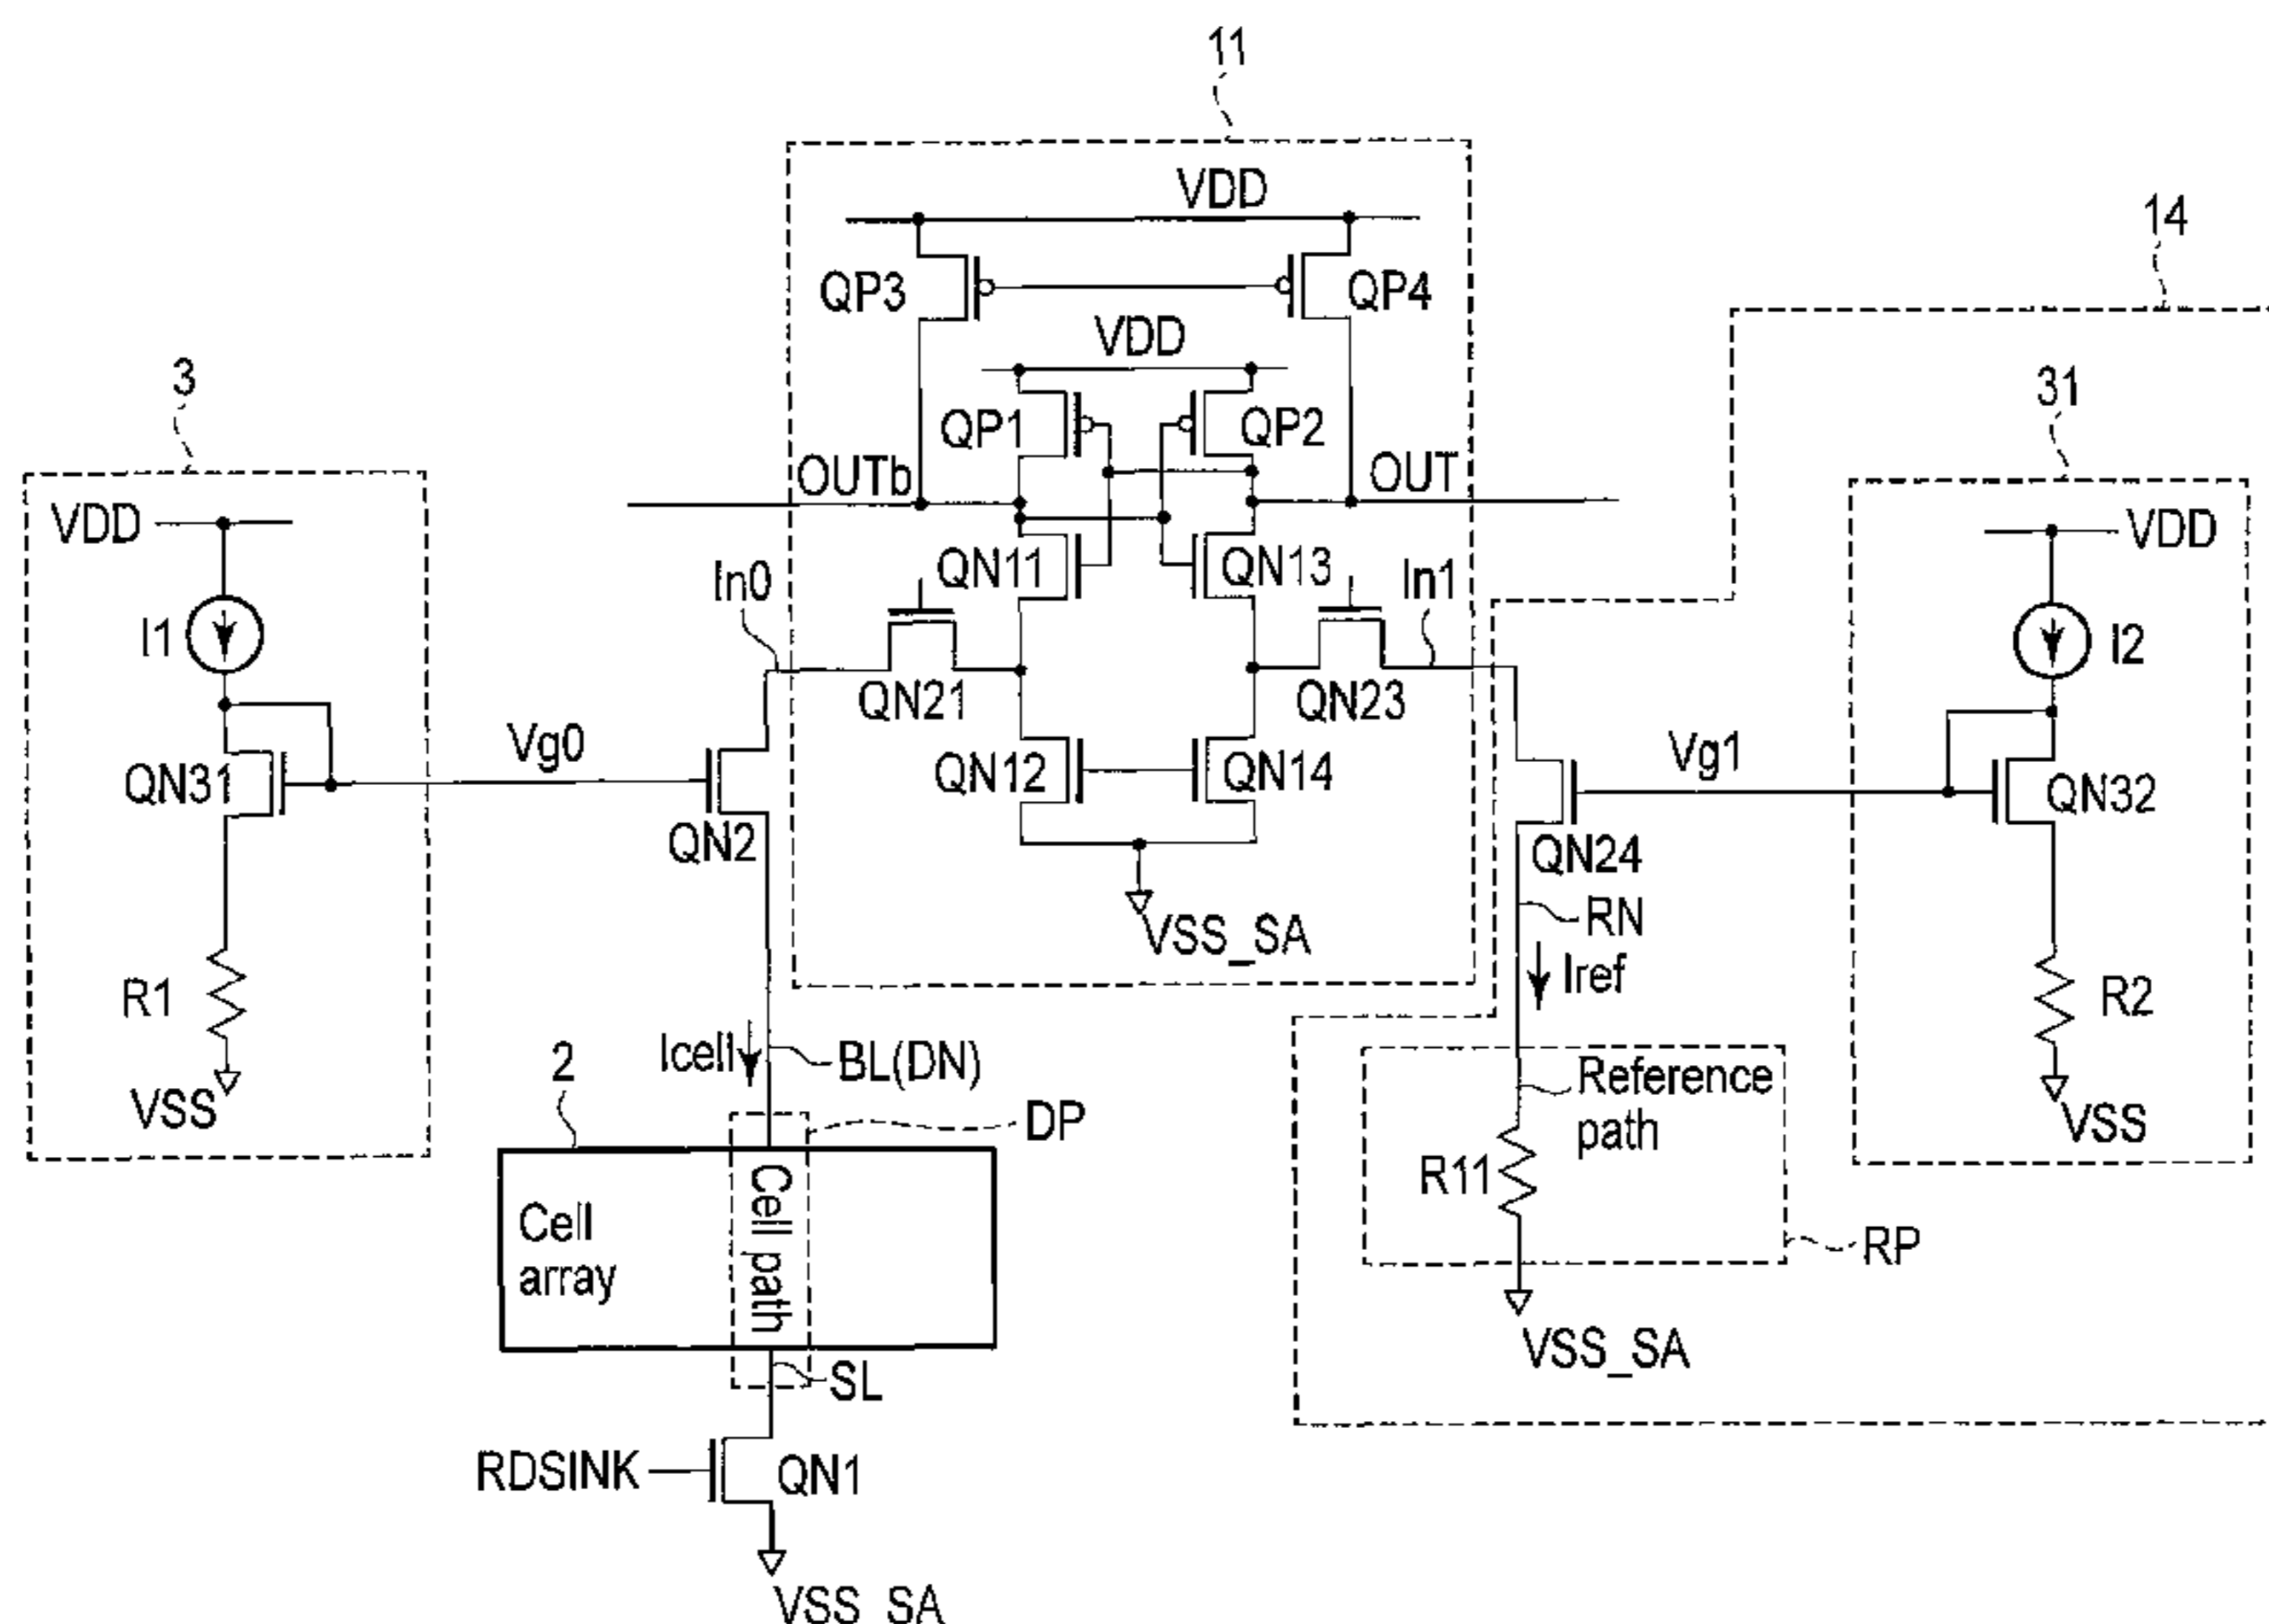 11
VDD
14
QP3
QP4
VDD
3
31
QP1
QP2
OUTb
OUT
VDD
VDD
QN11
QN13
In0
In1
I1
I2
QN21
QN23
Vg0
Vg1
QN31
QN12
QN14
QN32
QN2
QN24
RN
VSS_SA
Iref
R1
R2
Icell
BL(DN)
2
Reference
path
VSS
DP
VSS
R11
Cell path
Cell
array
RP
VSS_SA
SL
RDSINK
QN1
VSS_SA